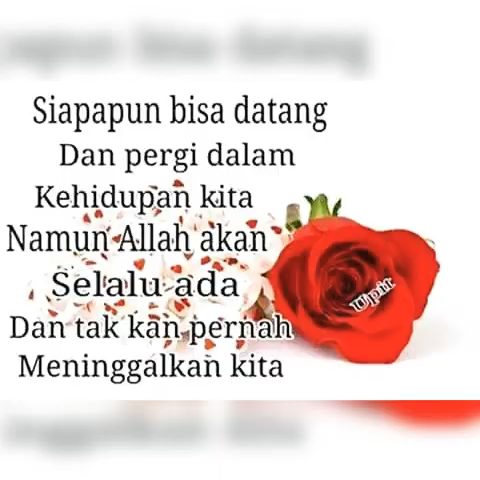 Siapapun bisa datang
Dan pergi dalam
Kehidupan kita
Namun Allah akan
Selalu ada
Dan tak kan pernah
Meninggalkan kita
Upit